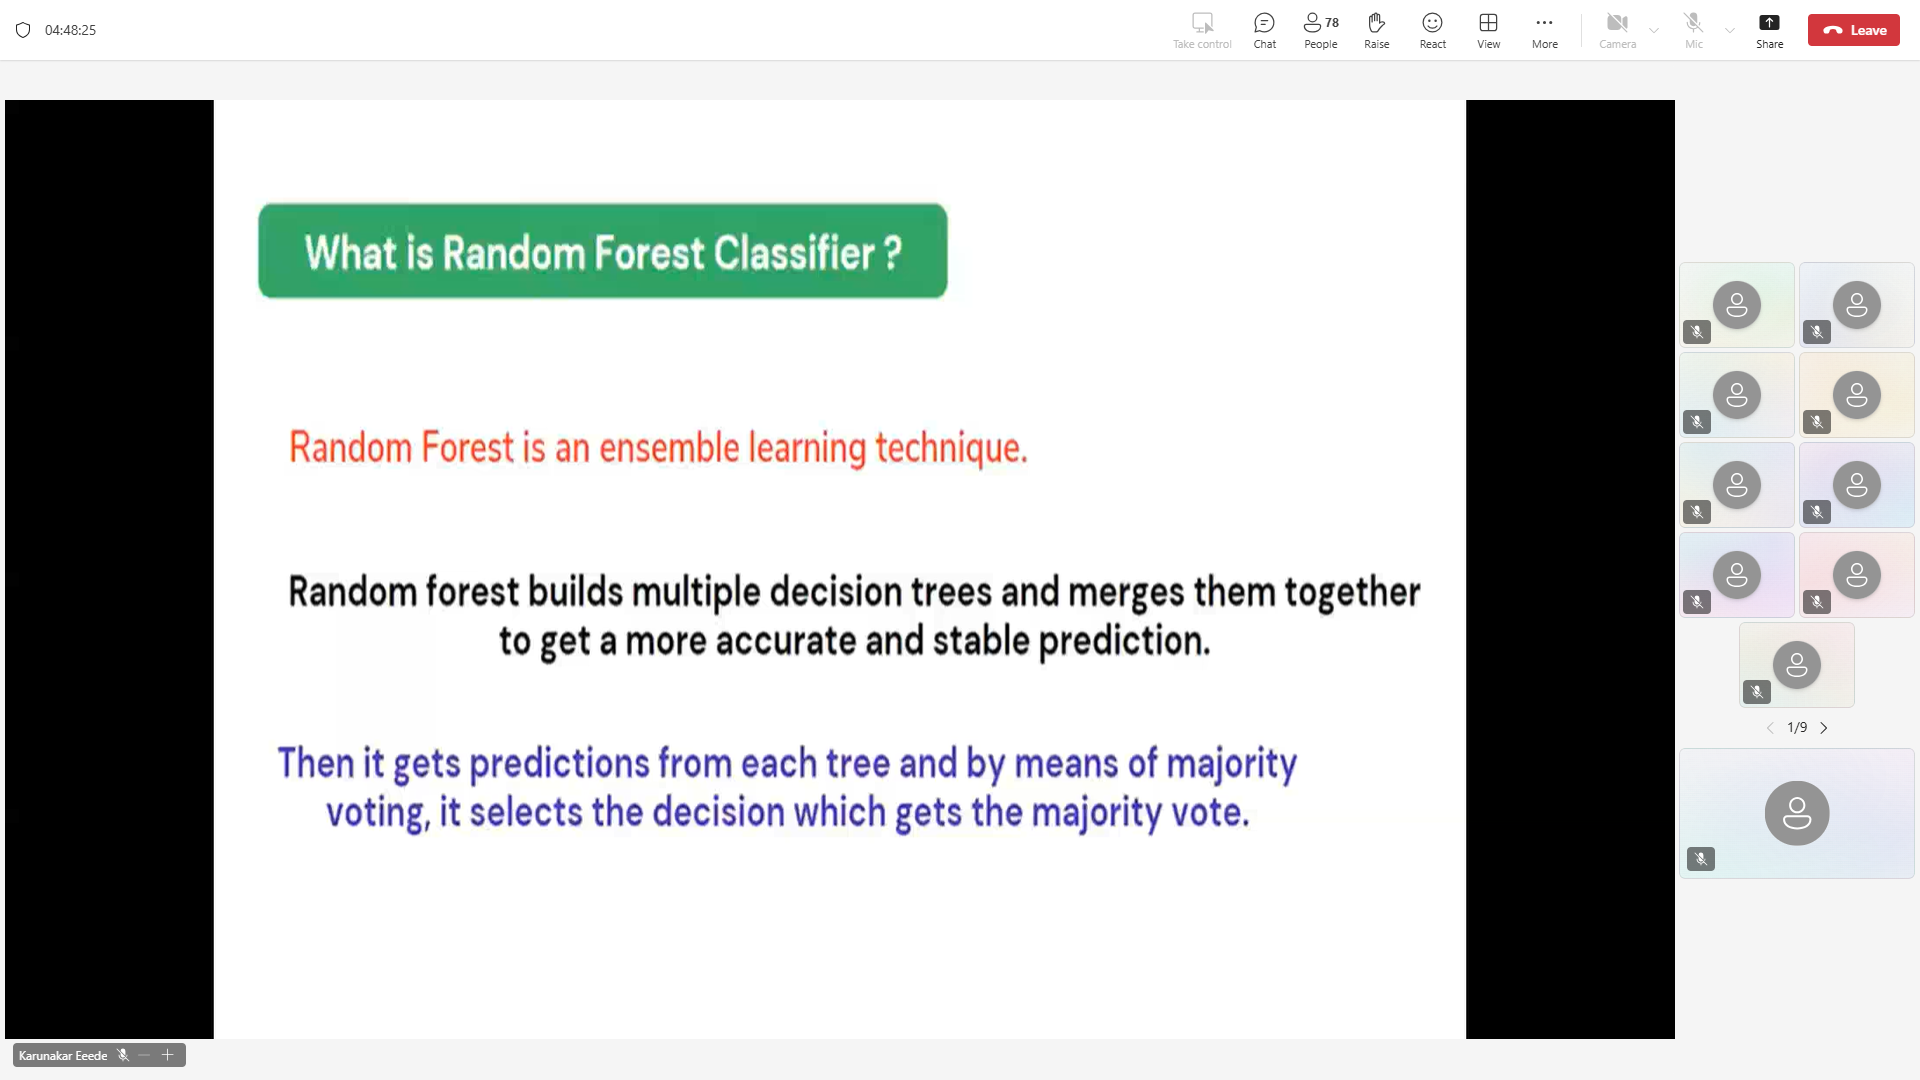 04:48:25
Take control
Chat
78
People
Raise
React
View
More
Camera
Mic
Share
Leave
What is Random Forest Classifier ?
Random Forest is an ensemble learning technique.
Random forest builds multiple decision trees and merges them together
to get a more accurate and stable prediction.
Then it gets predictions from each tree and by means of majority
voting, it selects the decision which gets the majority vote.
1/9
Karunakar Eeede